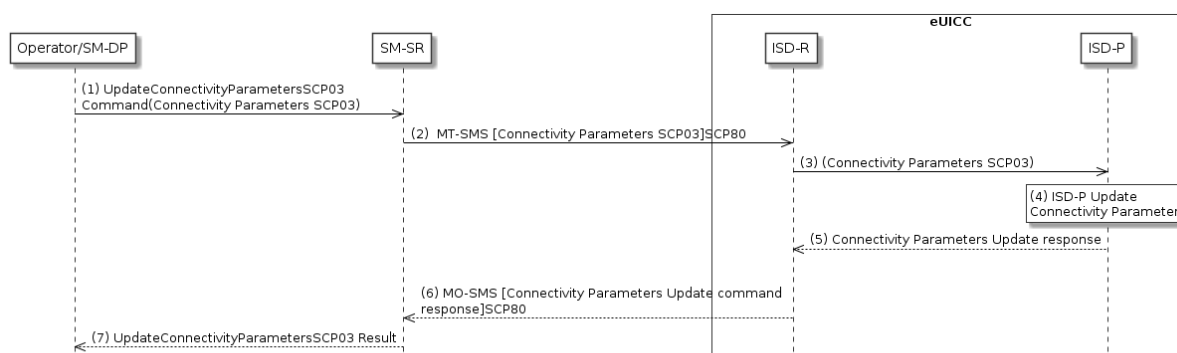 eUICC
Operator/SM-DP
SM-SR
ISD-R
ISD-P
(1) UpdateConnectivityParametersSCP03
Command(Connectivity Parameters SCP03)
(2) MT-SMS [Connectivity Parameters SCP03]SCP80
(3) (Connectivity Parameters SCP03)
(4) ISD-P Update
Connectivity Parameter
(5) Connectivity Parameters Update response
(6) MO-SMS [Connectivity Parameters Update command
response]SCP80
(7) UpdateConnectivityParametersSCP03 Result